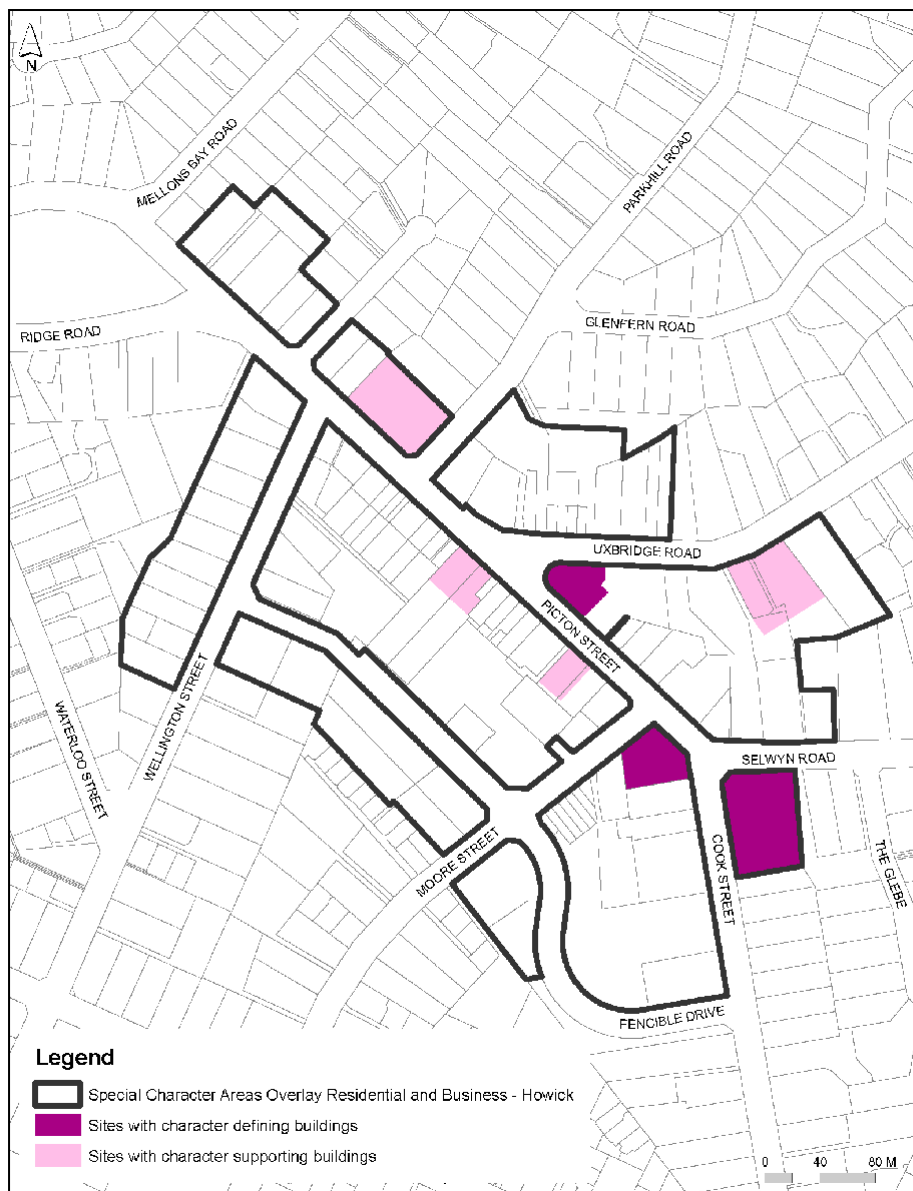 N
MELLONS BAY ROAD
PARKHILL ROAD
RIDGE ROAD
GLENFERN ROAD
UXBRIDGE ROAD
PICTON STREET
WELLINGTON STREET
WATERLOO STREET
SELWYN ROAD
MOORE STREET
COOK STREET
THE GLEBE
FENCIBLE DRIVE
Legend
Special Character Areas Overlay Residential and Business - Howick
Sites with character defining buildings
Sites with character supporting buildings
0 40 80 M